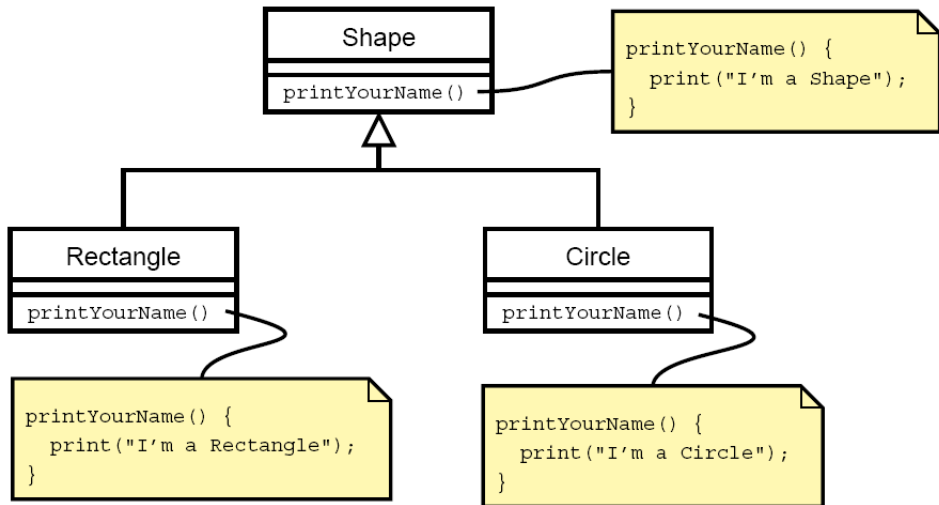 Shape
printYourName()
printYourName() {
  print("I’m a Shape");
}
Rectangle
printYourName()
Circle
printYourName()
printYourName() {
  print("I’m a Rectangle");
}
printYourName() {
  print("I’m a Circle");
}